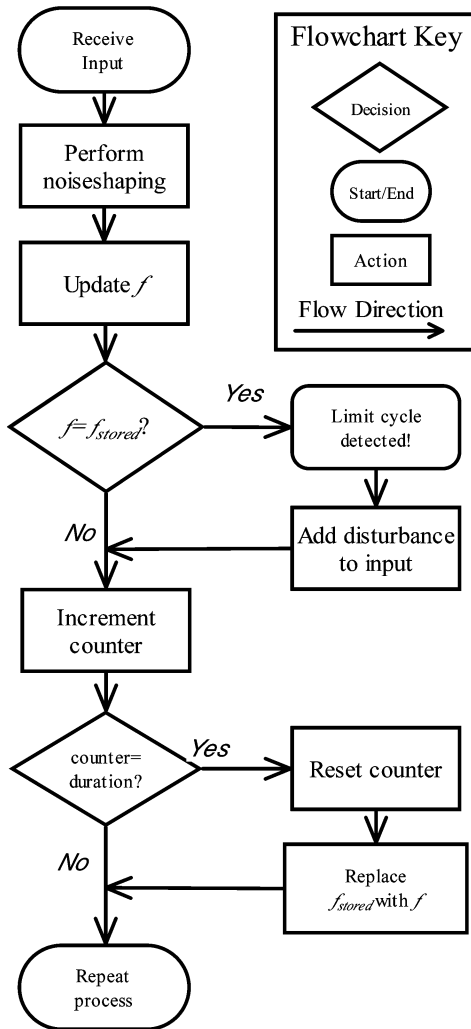 Receive
Input
Perform
noiseshaping
Update f
f=fstored?
Yes
Limit cycle
detected!
No
Add disturbance
to input
Increment
counter
counter=
duration?
Yes
Reset counter
No
Replace
fstored with f
Repeat
process
Flowchart Key
Decision
Start/End
Action
Flow Direction